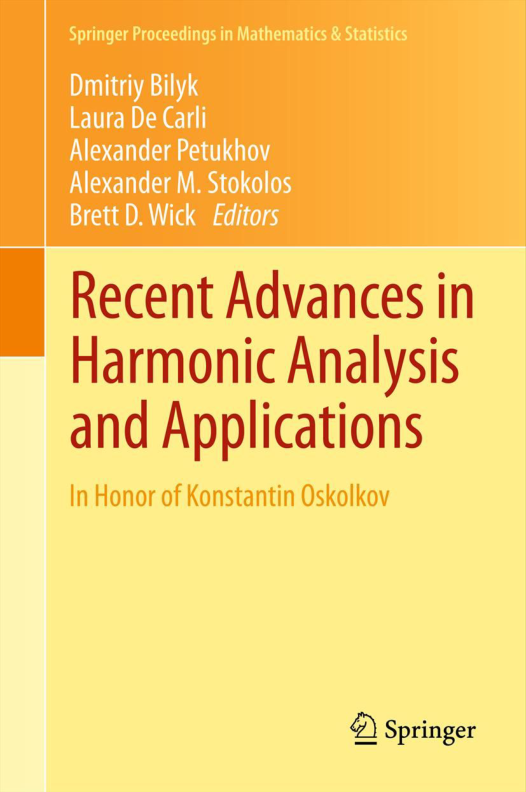 Springer Proceedings in Mathematics & Statistics
Dmitriy Bilyk
Laura De Carli
Alexander Petukhov
Alexander M. Stokolos
Brett D. Wick Editors
Recent Advances in
Harmonic Analysis
and Applications
In Honor of Konstantin Oskolkov
Springer